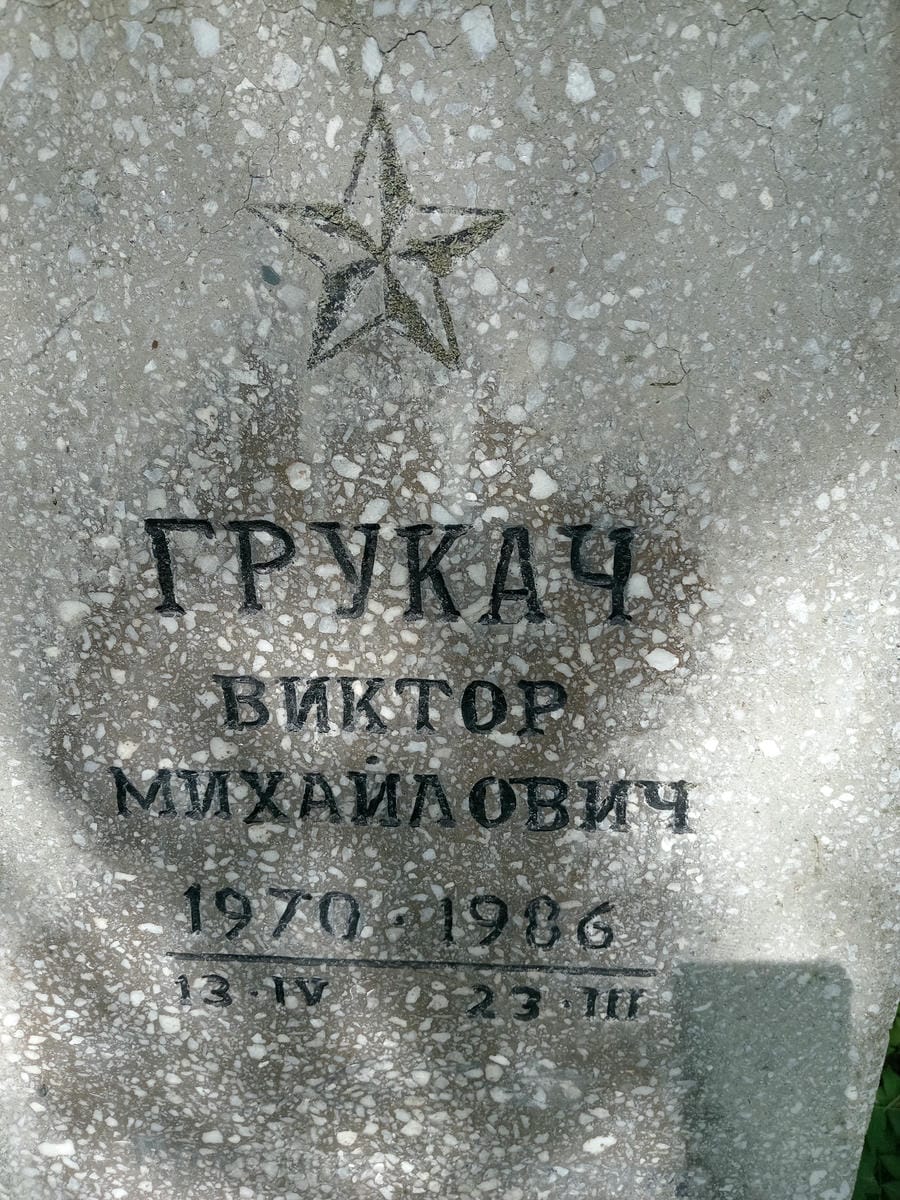 ГРУКАЧ
ВИКТОР
МИХАЙЛОВИЧ
1970 · 1986
13·IV 23·III